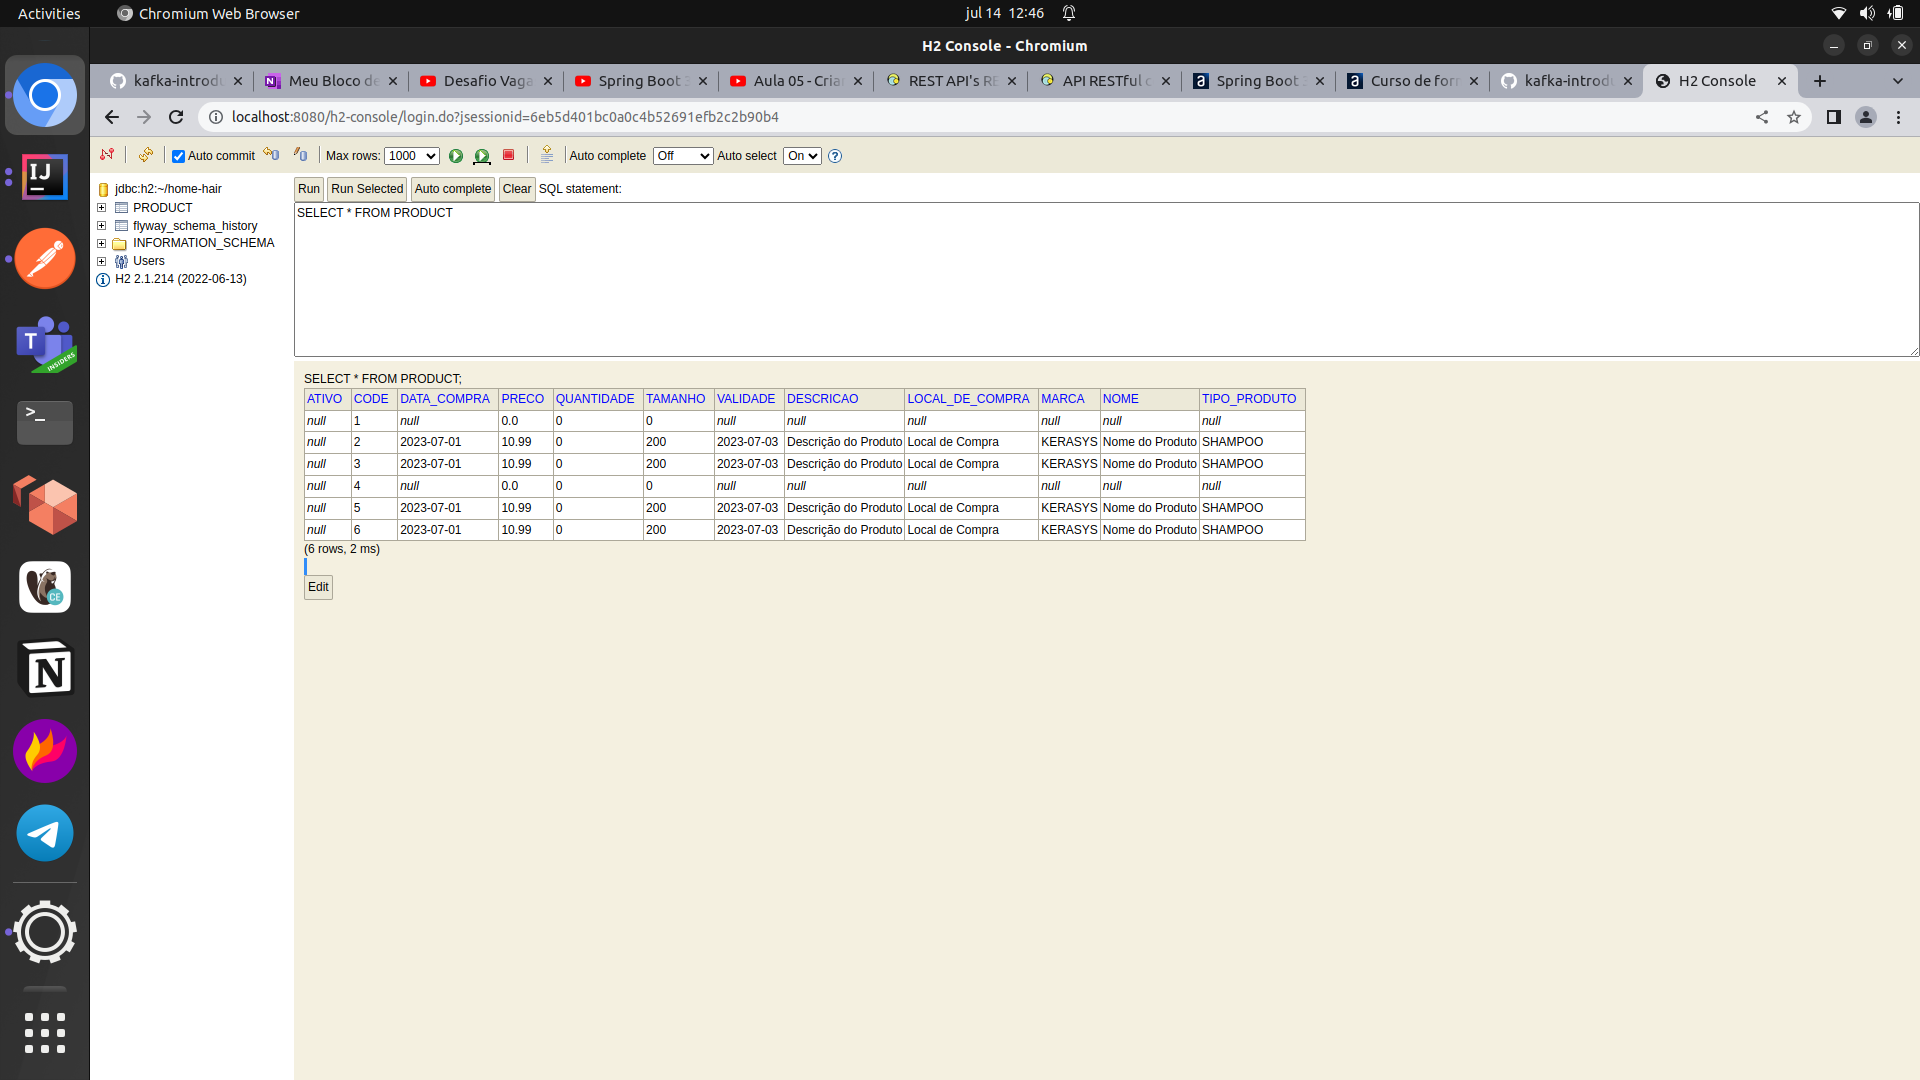 Activities Chromium Web Browser jul 14 12:46
H2 Console - Chromium
kafka-introdu Meu Bloco de Desafio Vaga Spring Boot 3 Aula 05 - Cria REST API's RE API RESTful Spring Boot 3 Curso de for kafka-introdu H2 Console
localhost:8080/h2-console/login.do?jsessionid=6eb5d401bc0a0c4b52691efb2c2b90b4
Auto commit Max rows: 1000 Auto complete Off Auto select On
jdbc:h2:~/home-hair
PRODUCT
flyway_schema_history
INFORMATION_SCHEMA
Users
H2 2.1.214 (2022-06-13)
Run Run Selected Auto complete Clear SQL statement:
SELECT * FROM PRODUCT
SELECT * FROM PRODUCT;
ATIVO CODE DATA_COMPRA PRECO QUANTIDADE TAMANHO VALIDADE DESCRICAO LOCAL_DE_COMPRA MARCA NOME TIPO_PRODUTO
null 1 null 0.0 0 0 null null null null null null
null 2 2023-07-01 10.99 0 200 2023-07-03 Descrição do Produto Local de Compra KERASYS Nome do Produto SHAMPOO
null 3 2023-07-01 10.99 0 200 2023-07-03 Descrição do Produto Local de Compra KERASYS Nome do Produto SHAMPOO
null 4 null 0.0 0 0 null null null null null null
null 5 2023-07-01 10.99 0 200 2023-07-03 Descrição do Produto Local de Compra KERASYS Nome do Produto SHAMPOO
null 6 2023-07-01 10.99 0 200 2023-07-03 Descrição do Produto Local de Compra KERASYS Nome do Produto SHAMPOO
(6 rows, 2 ms)
Edit
IJ
T
INSIDERS
>_
CE
N